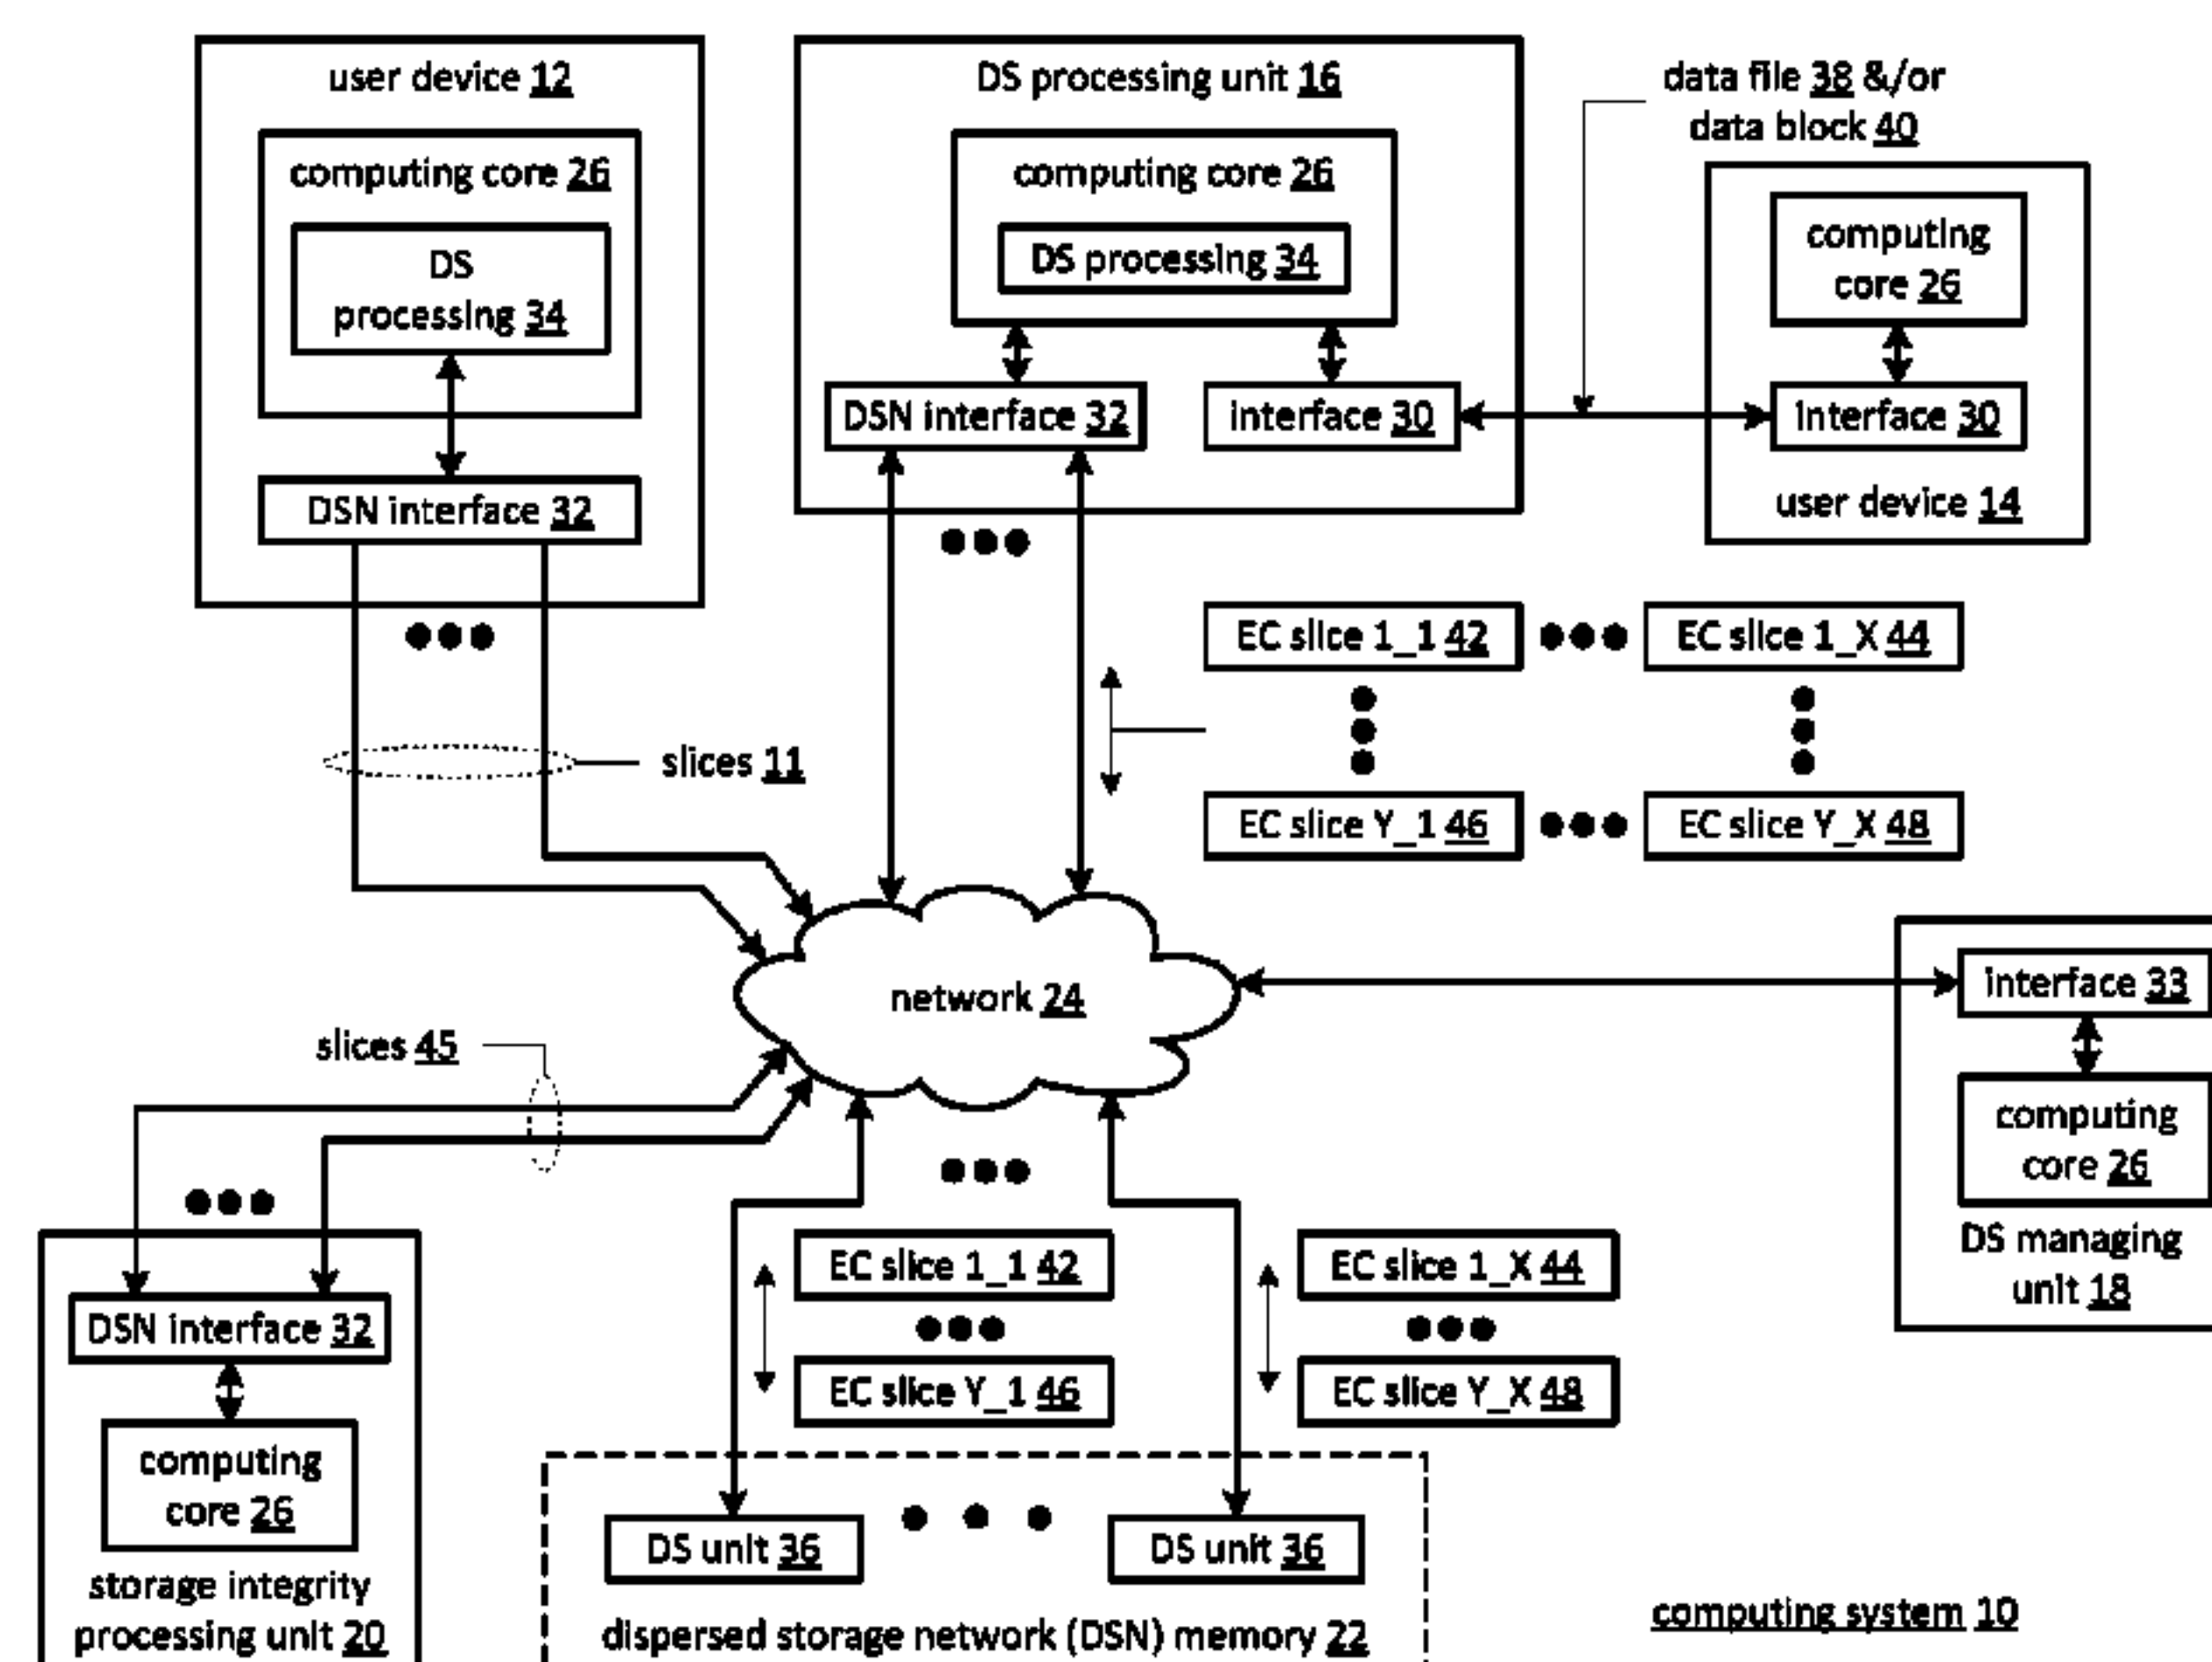 user device 12
computing core 26
DS
processing 34
DSN interface 32
slices 11
DS processing unit 16
computing core 26
DS processing 34
DSN interface 32
interface 30
data file 38 &/or
data block 40
computing
core 26
interface 30
user device 14
EC slice 1_1 42
EC slice 1_X 44
EC slice Y_1 46
EC slice Y_X 48
network 24
interface 33
computing
core 26
DS managing
unit 18
slices 45
DSN interface 32
computing
core 26
storage integrity
processing unit 20
EC slice 1_1 42
EC slice 1_X 44
EC slice Y_1 46
EC slice Y_X 48
DS unit 36
DS unit 36
dispersed storage network (DSN) memory 22
computing system 10